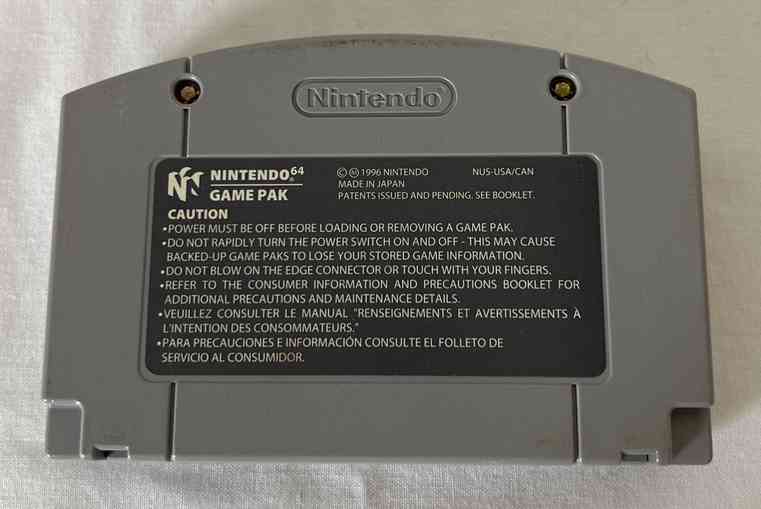 Nintendo
NINTENDO 64
GAME PAK
© Ⓜ 1996 NINTENDO NUS-USA/CAN
MADE IN JAPAN
PATENTS ISSUED AND PENDING. SEE BOOKLET.
CAUTION
•POWER MUST BE OFF BEFORE LOADING OR REMOVING A GAME PAK.
•DO NOT RAPIDLY TURN THE POWER SWITCH ON AND OFF - THIS MAY CAUSE
BACKED-UP GAME PAKS TO LOSE YOUR STORED GAME INFORMATION.
•DO NOT BLOW ON THE EDGE CONNECTOR OR TOUCH WITH YOUR FINGERS.
•REFER TO THE CONSUMER INFORMATION AND PRECAUTIONS BOOKLET FOR
ADDITIONAL PRECAUTIONS AND MAINTENANCE DETAILS.
•VEUILLEZ CONSULTER LE MANUAL "RENSEIGNEMENTS ET AVERTISSEMENTS À
L'INTENTION DES CONSOMMATEURS."
•PARA PRECAUCIONES E INFORMACIÓN CONSULTE EL FOLLETO DE
SERVICIO AL CONSUMIDOR.